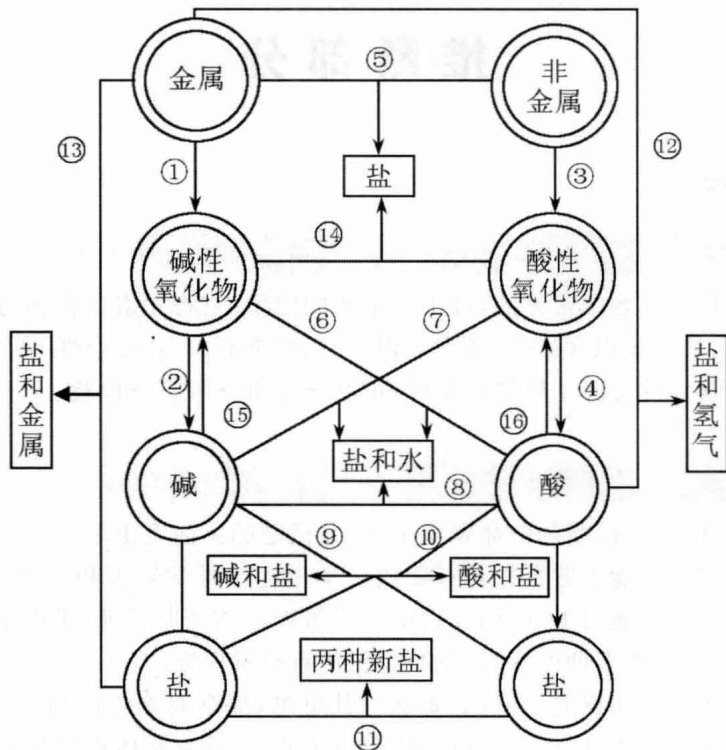 金属
⑤
非
金属
⑬
①
盐
③
⑫
碱性
氧化物
⑭
酸性
氧化物
⑥
⑦
盐和金属
②
⑮
⑯
④
盐和氢气
碱
盐和水
⑧
酸
⑨
⑩
碱和盐
酸和盐
盐
两种新盐
盐
⑪